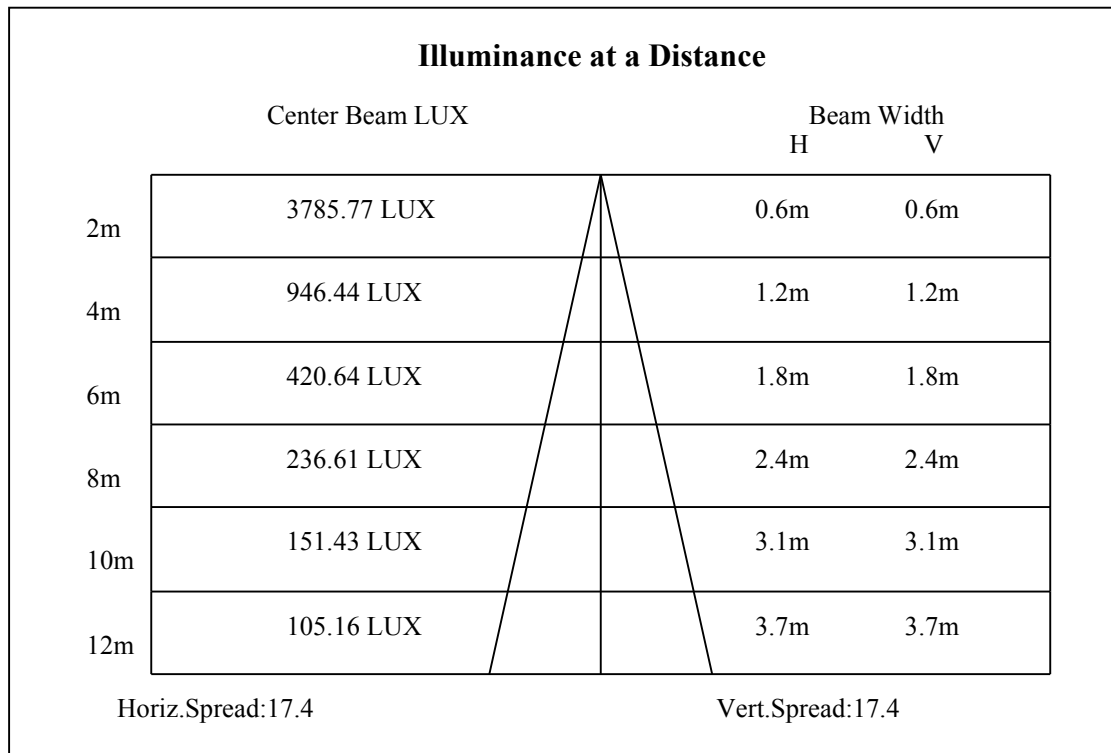 Illuminance at a Distance
Center Beam LUX Beam Width
H V
2m 3785.77 LUX 0.6m 0.6m
4m 946.44 LUX 1.2m 1.2m
6m 420.64 LUX 1.8m 1.8m
8m 236.61 LUX 2.4m 2.4m
10m 151.43 LUX 3.1m 3.1m
12m 105.16 LUX 3.7m 3.7m
Horiz.Spread:17.4 Vert.Spread:17.4